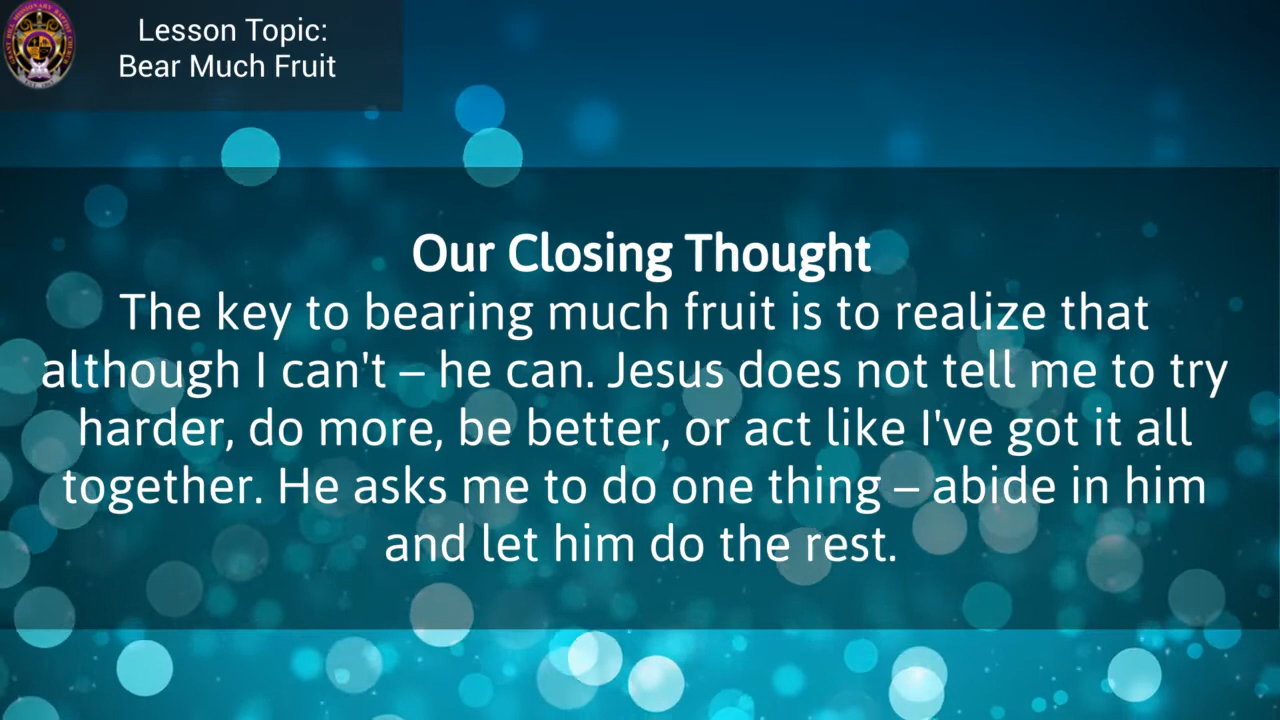 Lesson Topic:
Bear Much Fruit
Our Closing Thought
The key to bearing much fruit is to realize that
although I can't – he can. Jesus does not tell me to try
harder, do more, be better, or act like I've got it all
together. He asks me to do one thing – abide in him
and let him do the rest.